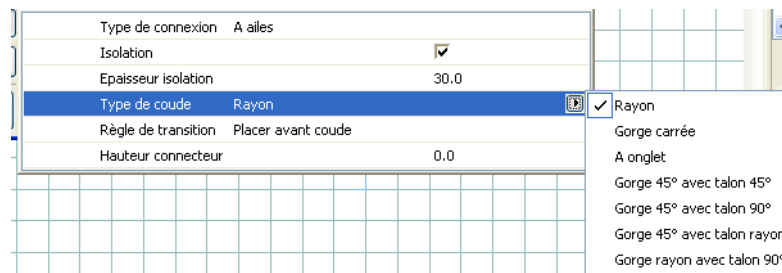 Type de connexion A ailes
Isolation
Epaisseur isolation 30.0
Type de coude Rayon
Règle de transition Placer avant coude
Hauteur connecteur 0.0
Rayon
Gorge carrée
A onglet
Gorge 45° avec talon 45°
Gorge 45° avec talon 90°
Gorge 45° avec talon rayon
Gorge rayon avec talon 90°